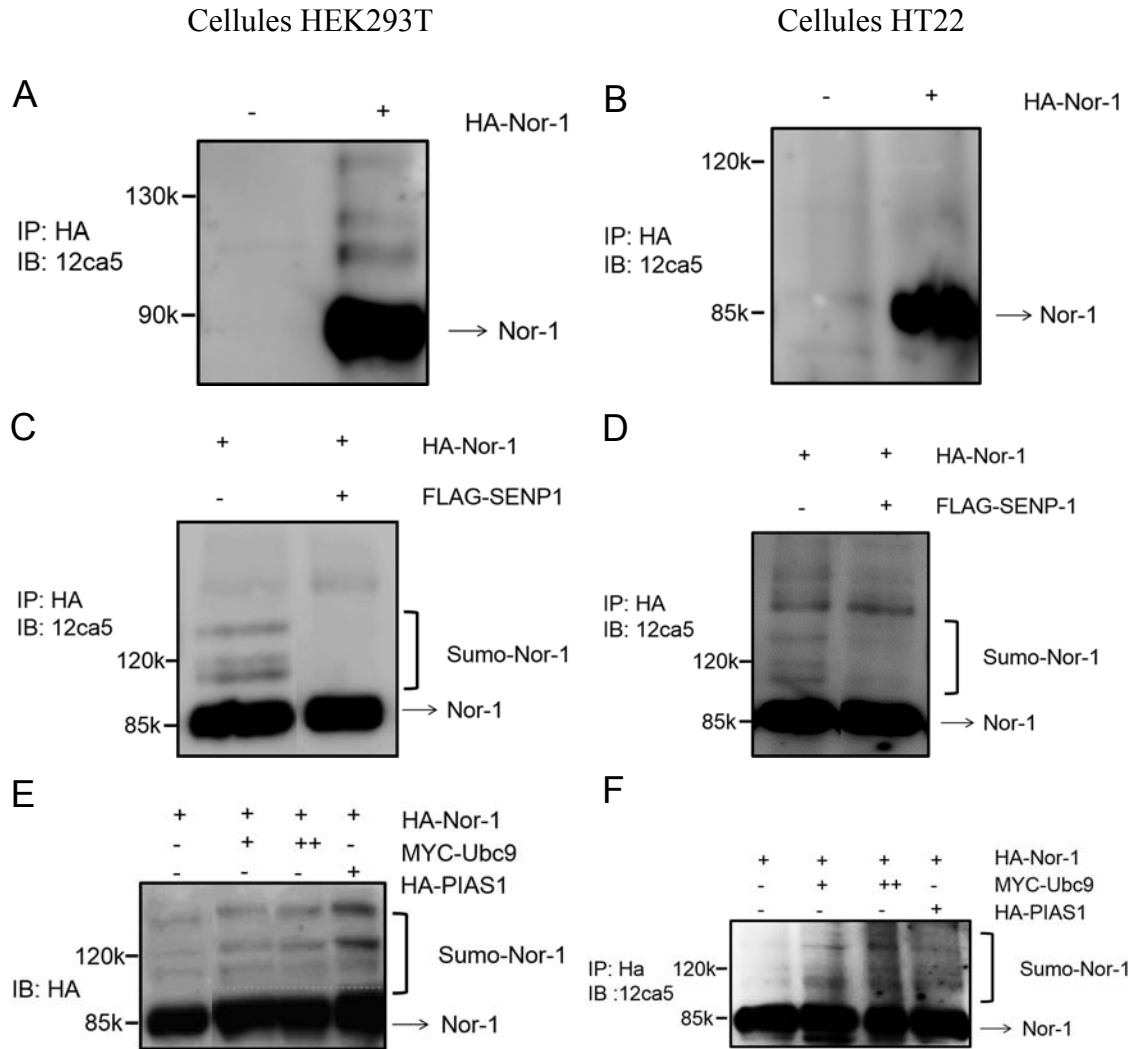 Cellules HEK293T
Cellules HT22
A
- +
HA-Nor-1
130k
90k
IP: HA
IB: 12ca5
Nor-1
B
- +
HA-Nor-1
120k
85k
IP: HA
IB: 12ca5
Nor-1
C
+ +
HA-Nor-1
- +
FLAG-SENP1
IP: HA
IB: 12ca5
120k
85k
Sumo-Nor-1
Nor-1
D
+ +
HA-Nor-1
- +
FLAG-SENP-1
IP: HA
IB: 12ca5
120k
85k
Sumo-Nor-1
Nor-1
E
+ + + +
HA-Nor-1
- + ++ -
MYC-Ubc9
- - - +
HA-PIAS1
120k
IB: HA
85k
Sumo-Nor-1
Nor-1
F
+ + + +
HA-Nor-1
- + ++ -
MYC-Ubc9
- - - +
HA-PIAS1
IP: Ha
IB :12ca5
120k
85k
Sumo-Nor-1
Nor-1